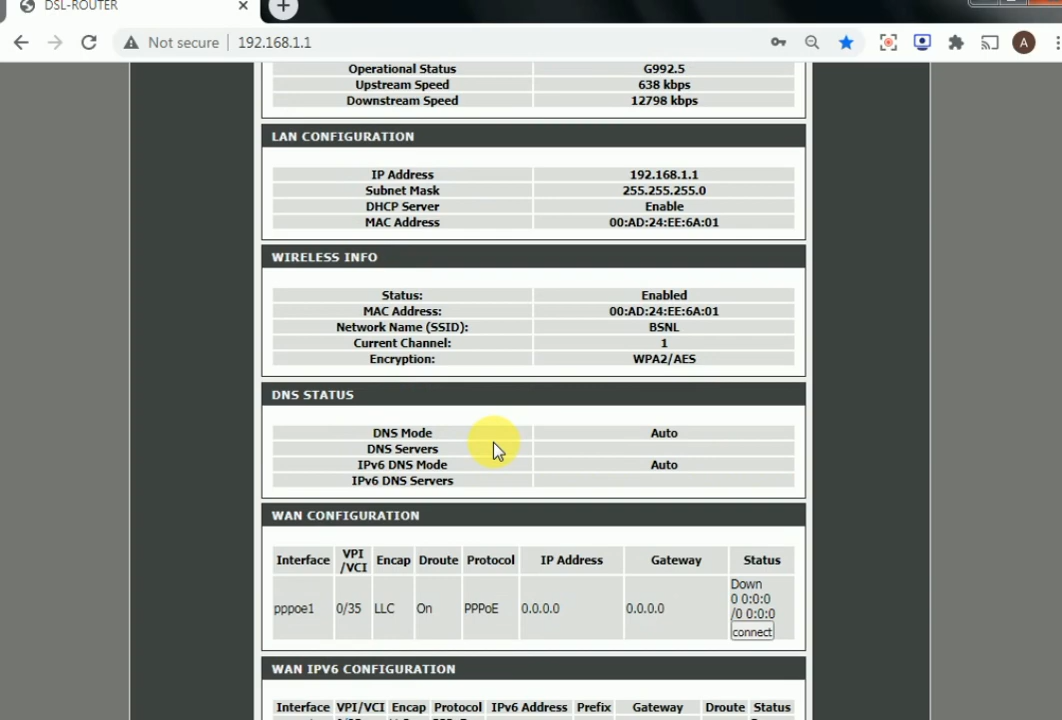 DSL-ROUTER
Not secure 192.168.1.1
A
Operational Status G992.5
Upstream Speed 638 kbps
Downstream Speed 12798 kbps
LAN CONFIGURATION
IP Address 192.168.1.1
Subnet Mask 255.255.255.0
DHCP Server Enable
MAC Address 00:AD:24:EE:6A:01
WIRELESS INFO
Status: Enabled
MAC Address: 00:AD:24:EE:6A:01
Network Name (SSID): BSNL
Current Channel: 1
Encryption: WPA2/AES
DNS STATUS
DNS Mode Auto
DNS Servers
IPv6 DNS Mode Auto
IPv6 DNS Servers
WAN CONFIGURATION
Interface VPI /VCI Encap Droute Protocol IP Address Gateway Status
pppoe1 0/35 LLC On PPPoE 0.0.0.0 0.0.0.0 Down
0 0:0:0
/0 0:0:0
connect
WAN IPV6 CONFIGURATION
Interface VPI/VCI Encap Protocol IPv6 Address Prefix Gateway Droute Status